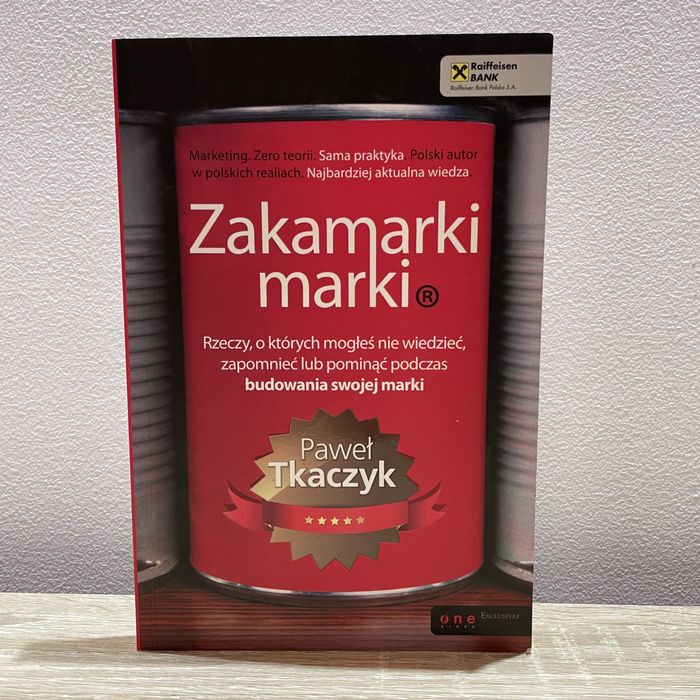 Raiffeisen
BANK
Raiffeisen Bank Polska S.A.
Marketing. Zero teorii. Sama praktyka. Polski autor
w polskich realiach. Najbardziej aktualna wiedza
Zakamarki
marki®
Rzeczy, o których mogłeś nie wiedzieć,
zapomnieć lub pominąć podczas
budowania swojej marki
Paweł
Tkaczyk
one
press
EXCLUSIVE